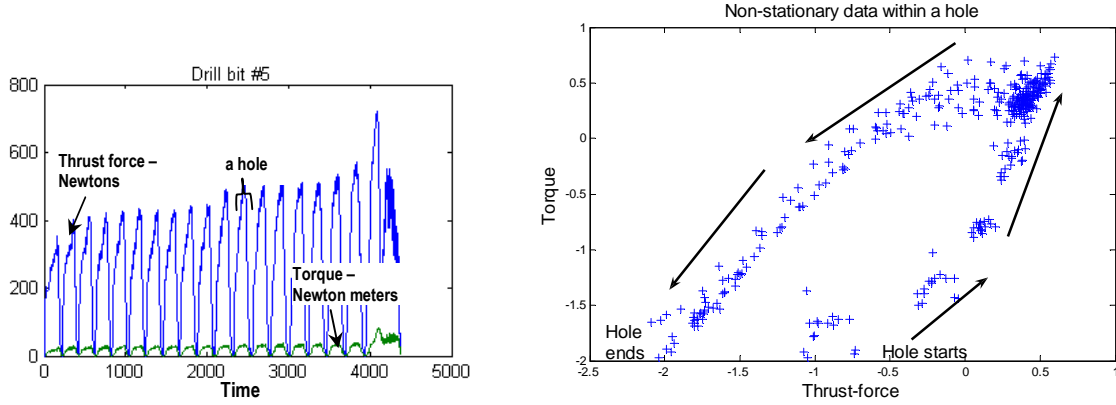 Drill bit #5
800
600
400
200
0
Thrust force –
Newtons
a hole
Torque –
Newton meters
0
1000
2000
3000
4000
5000
Time
Non-stationary data within a hole
1
0.5
0
-0.5
-1
-1.5
-2
Torque
Hole
ends
Hole starts
-2.5
-2
-1.5
-1
-0.5
0
0.5
1
Thrust-force